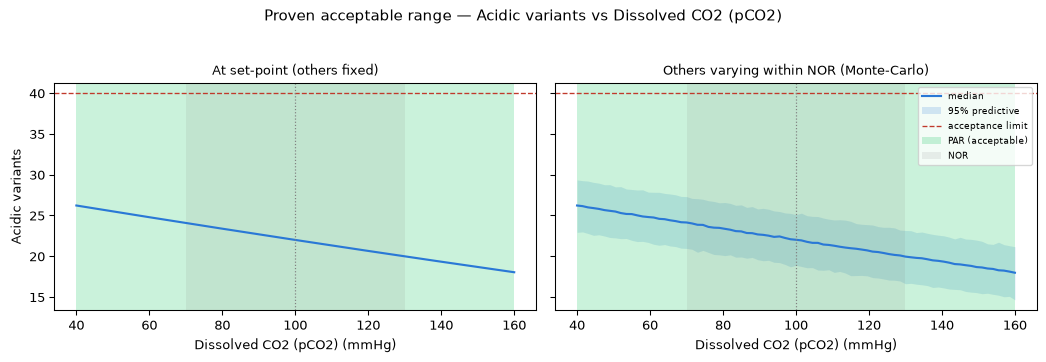 Proven acceptable range — Acidic variants vs Dissolved CO2 (pCO2)
At set-point (others fixed)
Acidic variants
40
35
30
25
20
15
40 60 80 100 120 140 160
Dissolved CO2 (pCO2) (mmHg)
Others varying within NOR (Monte-Carlo)
median
95% predictive
acceptance limit
PAR (acceptable)
NOR
40 60 80 100 120 140 160
Dissolved CO2 (pCO2) (mmHg)